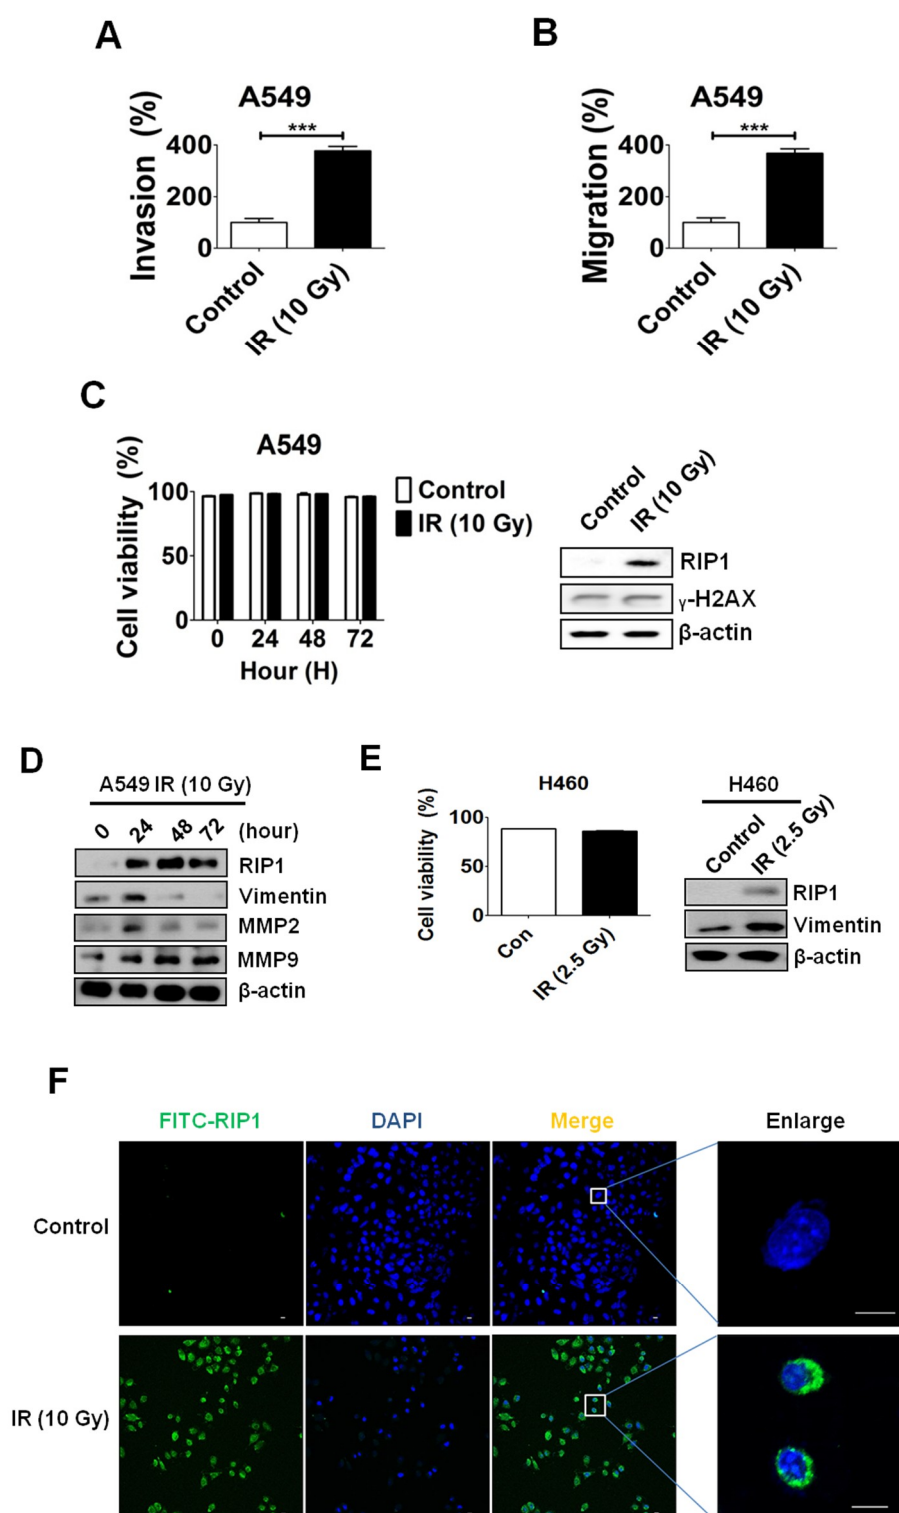 A
A549
Invasion (%)
400
200
0
***
Control
IR (10 Gy)
B
A549
Migration (%)
400
200
0
***
Control
IR (10 Gy)
C
A549
Cell viability (%)
100
50
0
0 24 48 72
Hour (H)
Control
IR (10 Gy)
Control
IR (10 Gy)
RIP1
γ-H2AX
β-actin
D
A549 IR (10 Gy)
0 24 48 72 (hour)
RIP1
Vimentin
MMP2
MMP9
β-actin
E
H460
Cell viability (%)
100
50
0
Con
IR (2.5 Gy)
H460
Control
IR (2.5 Gy)
RIP1
Vimentin
β-actin
F
FITC-RIP1 DAPI Merge Enlarge
Control
IR (10 Gy)